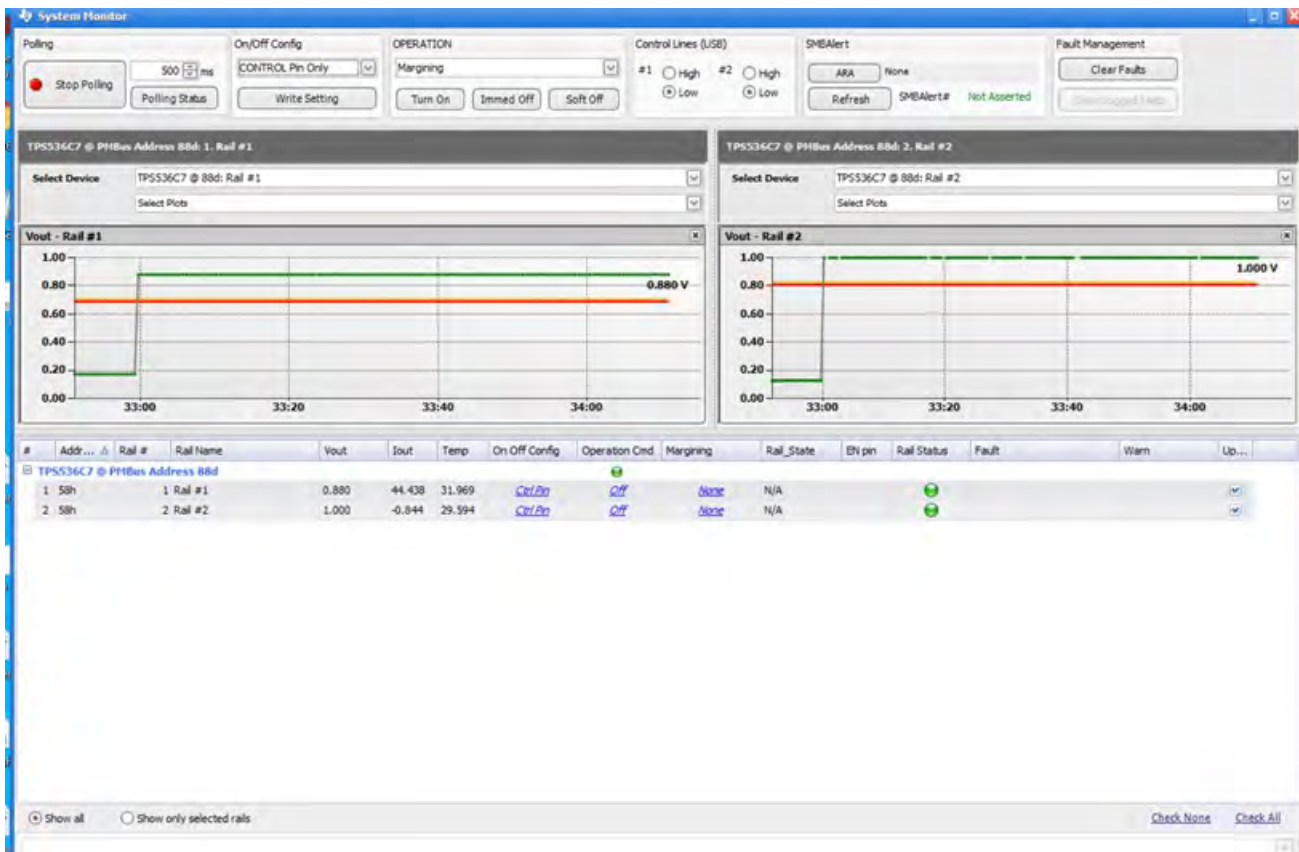 System Monitor
Polling
On/Off Config
OPERATION
Control Lines (USB)
SMBAlert
Fault Management
Stop Polling
500 ms
Polling Status
CONTROL Pin Only
Write Setting
Margining
Turn On
Immed Off
Soft Off
#1 High #2 High
Low Low
ARA None
Refresh SMBAlert# Not Asserted
Clear Faults
TPS536C7 @ PMBus Address 88d: 1. Rail #1
Select Device TPS536C7 @ 88d: Rail #1
Select Plots
Vout - Rail #1
1.00
0.80
0.60
0.40
0.20
0.00
0.880 V
33:00 33:20 33:40 34:00
TPS536C7 @ PMBus Address 88d: 2. Rail #2
Select Device TPS536C7 @ 88d: Rail #2
Select Plots
Vout - Rail #2
1.00
0.80
0.60
0.40
0.20
0.00
1.000 V
33:00 33:20 33:40 34:00
# Addr... Rail # Rail Name Vout Iout Temp On Off Config Operation Cmd Margining Rail_State EN pin Rail Status Fault Warn Up...
TPS536C7 @ PMBus Address 88d
1 58h 1 Rail #1 0.880 44.438 31.969 Ctrl Pin Off None N/A
2 58h 2 Rail #2 1.000 -0.844 29.594 Ctrl Pin Off None N/A
Show all Show only selected rails Check None Check All